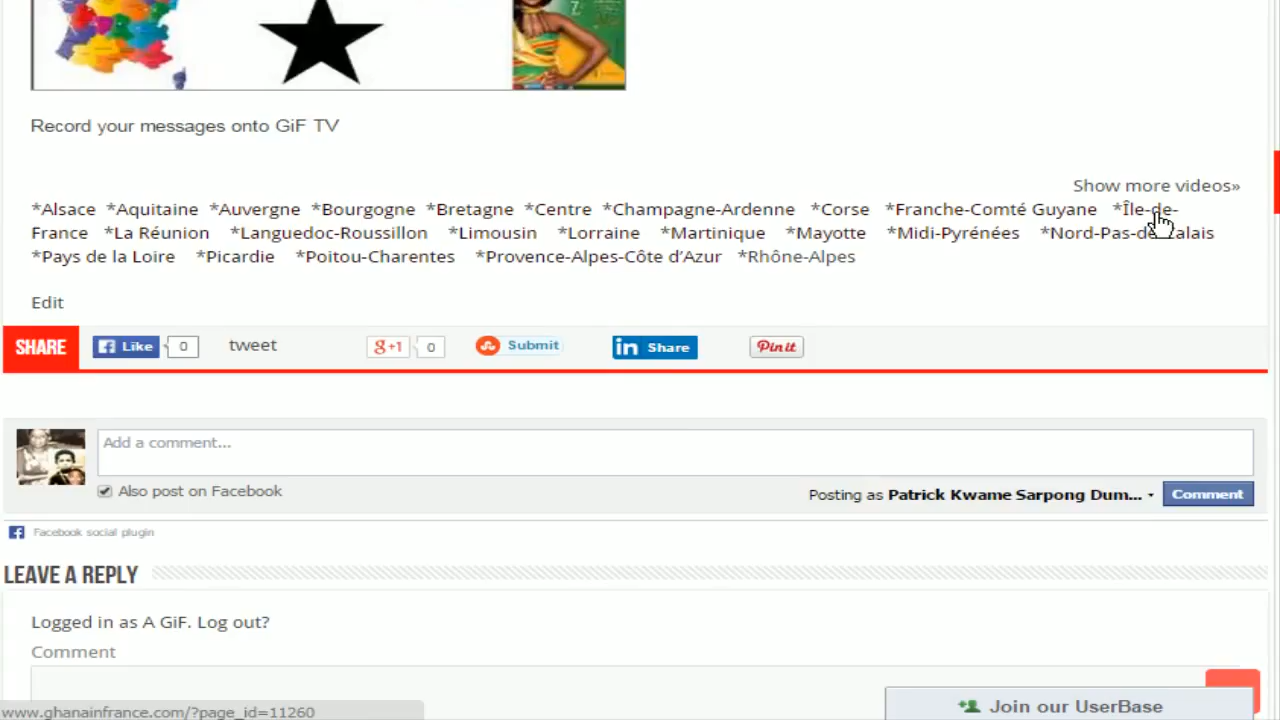 Record your messages onto GiF TV
Show more videos»
*Alsace *Aquitaine *Auvergne *Bourgogne *Bretagne *Centre *Champagne-Ardenne *Corse *Franche-Comté Guyane *Île-de-
France *La Réunion *Languedoc-Roussillon *Limousin *Lorraine *Martinique *Mayotte *Midi-Pyrénées *Nord-Pas-de-Calais
*Pays de la Loire *Picardie *Poitou-Charentes *Provence-Alpes-Côte d’Azur *Rhône-Alpes
Edit
SHARE Like 0 tweet g+1 0 Submit in Share Pin it
Add a comment...
Also post on Facebook
Posting as Patrick Kwame Sarpong Dum... Comment
Facebook social plugin
LEAVE A REPLY
Logged in as A GiF. Log out?
Comment
Join our UserBase
www.ghanainfrance.com/?page_id=11260